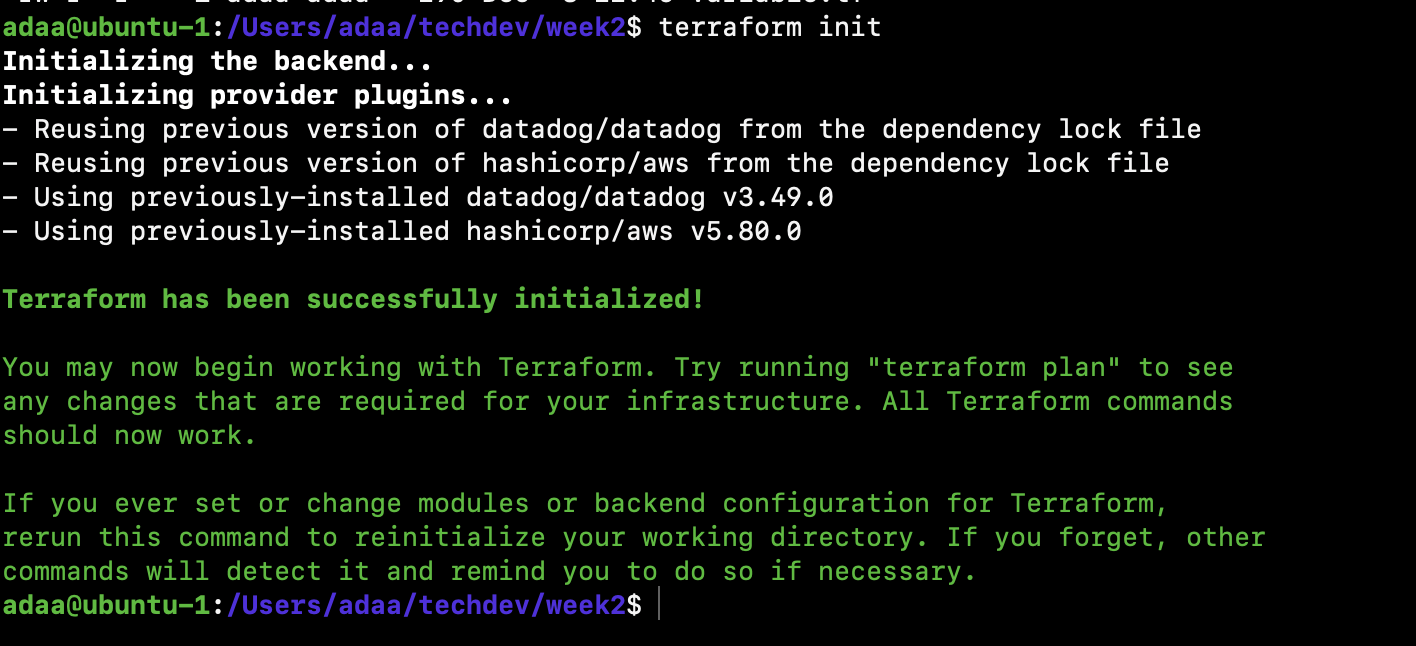 adaa@ubuntu-1:/Users/adaa/techdev/week2$ terraform init
Initializing the backend...
Initializing provider plugins...
- Reusing previous version of datadog/datadog from the dependency lock file
- Reusing previous version of hashicorp/aws from the dependency lock file
- Using previously-installed datadog/datadog v3.49.0
- Using previously-installed hashicorp/aws v5.80.0
Terraform has been successfully initialized!
You may now begin working with Terraform. Try running "terraform plan" to see
any changes that are required for your infrastructure. All Terraform commands
should now work.
If you ever set or change modules or backend configuration for Terraform,
rerun this command to reinitialize your working directory. If you forget, other
commands will detect it and remind you to do so if necessary.
adaa@ubuntu-1:/Users/adaa/techdev/week2$